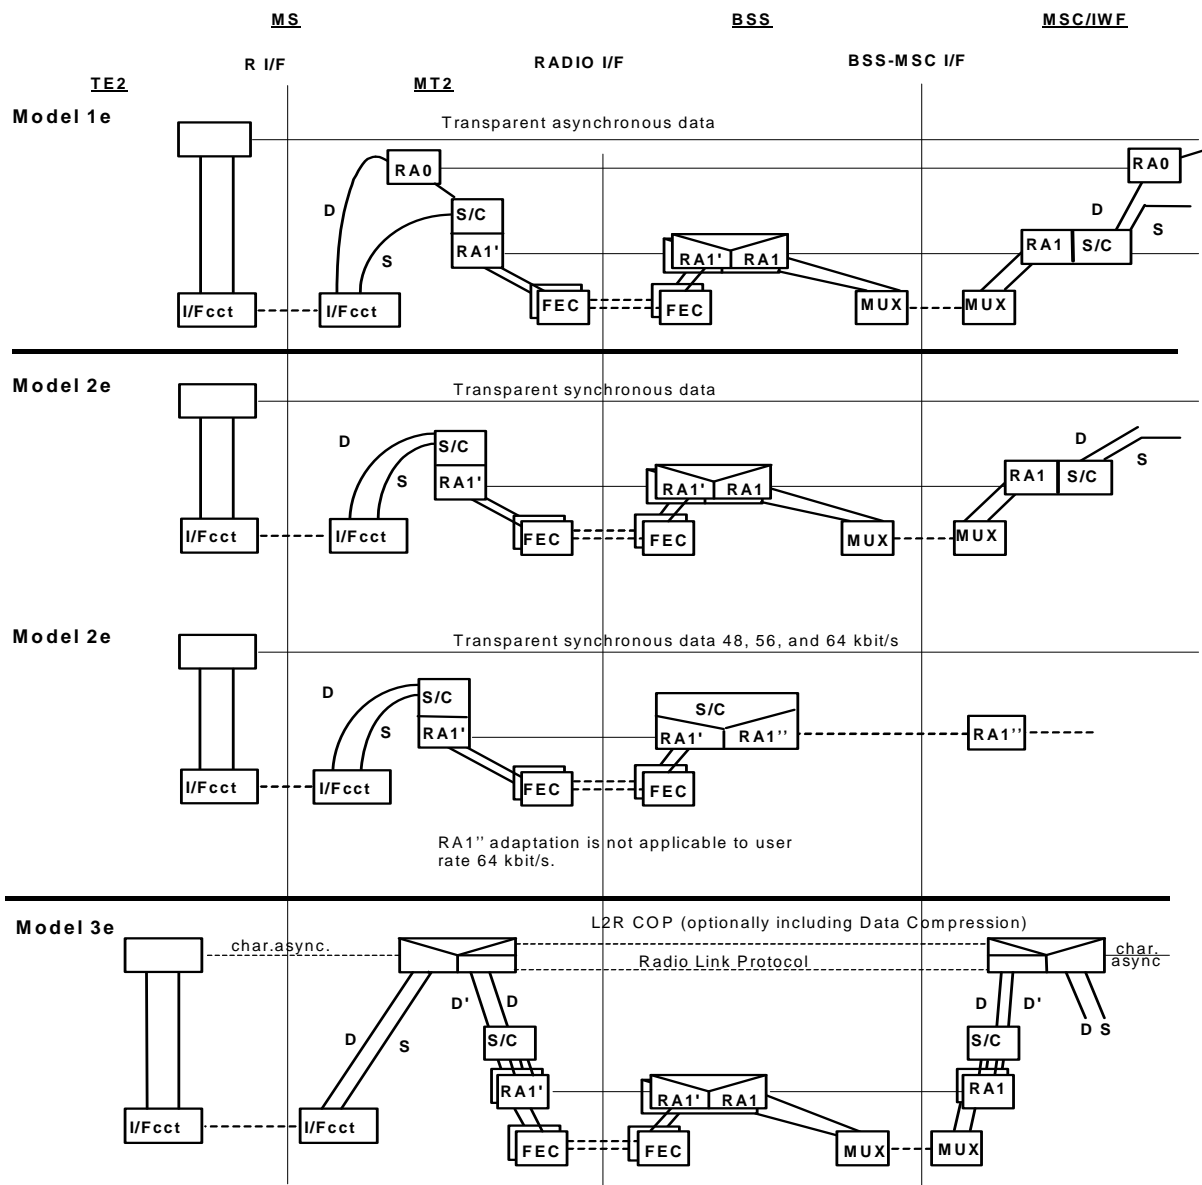 MS BSS MSC/IWF
R I/F RADIO I/F BSS-MSC I/F
TE2 MT2
Model 1e
Transparent asynchronous data
RA0 RA0
D S/C D
RA1' S
S RA1' RA1 RA1 S/C
I/Fcct I/Fcct FEC FEC MUX MUX
Model 2e
Transparent synchronous data
D S/C D
S
S RA1' RA1' RA1 RA1 S/C
I/Fcct I/Fcct FEC FEC MUX MUX
Model 2e
Transparent synchronous data 48, 56, and 64 kbit/s
D S/C S/C
S RA1' RA1' RA1'' RA1''
I/Fcct I/Fcct FEC FEC
RA1'' adaptation is not applicable to user
rate 64 kbit/s.
Model 3e
L2R COP (optionally including Data Compression)
char.async. char.
Radio Link Protocol async
D' D D D'
D S D S
S/C S/C
RA1' RA1' RA1 RA1
I/Fcct I/Fcct FEC FEC MUX MUX